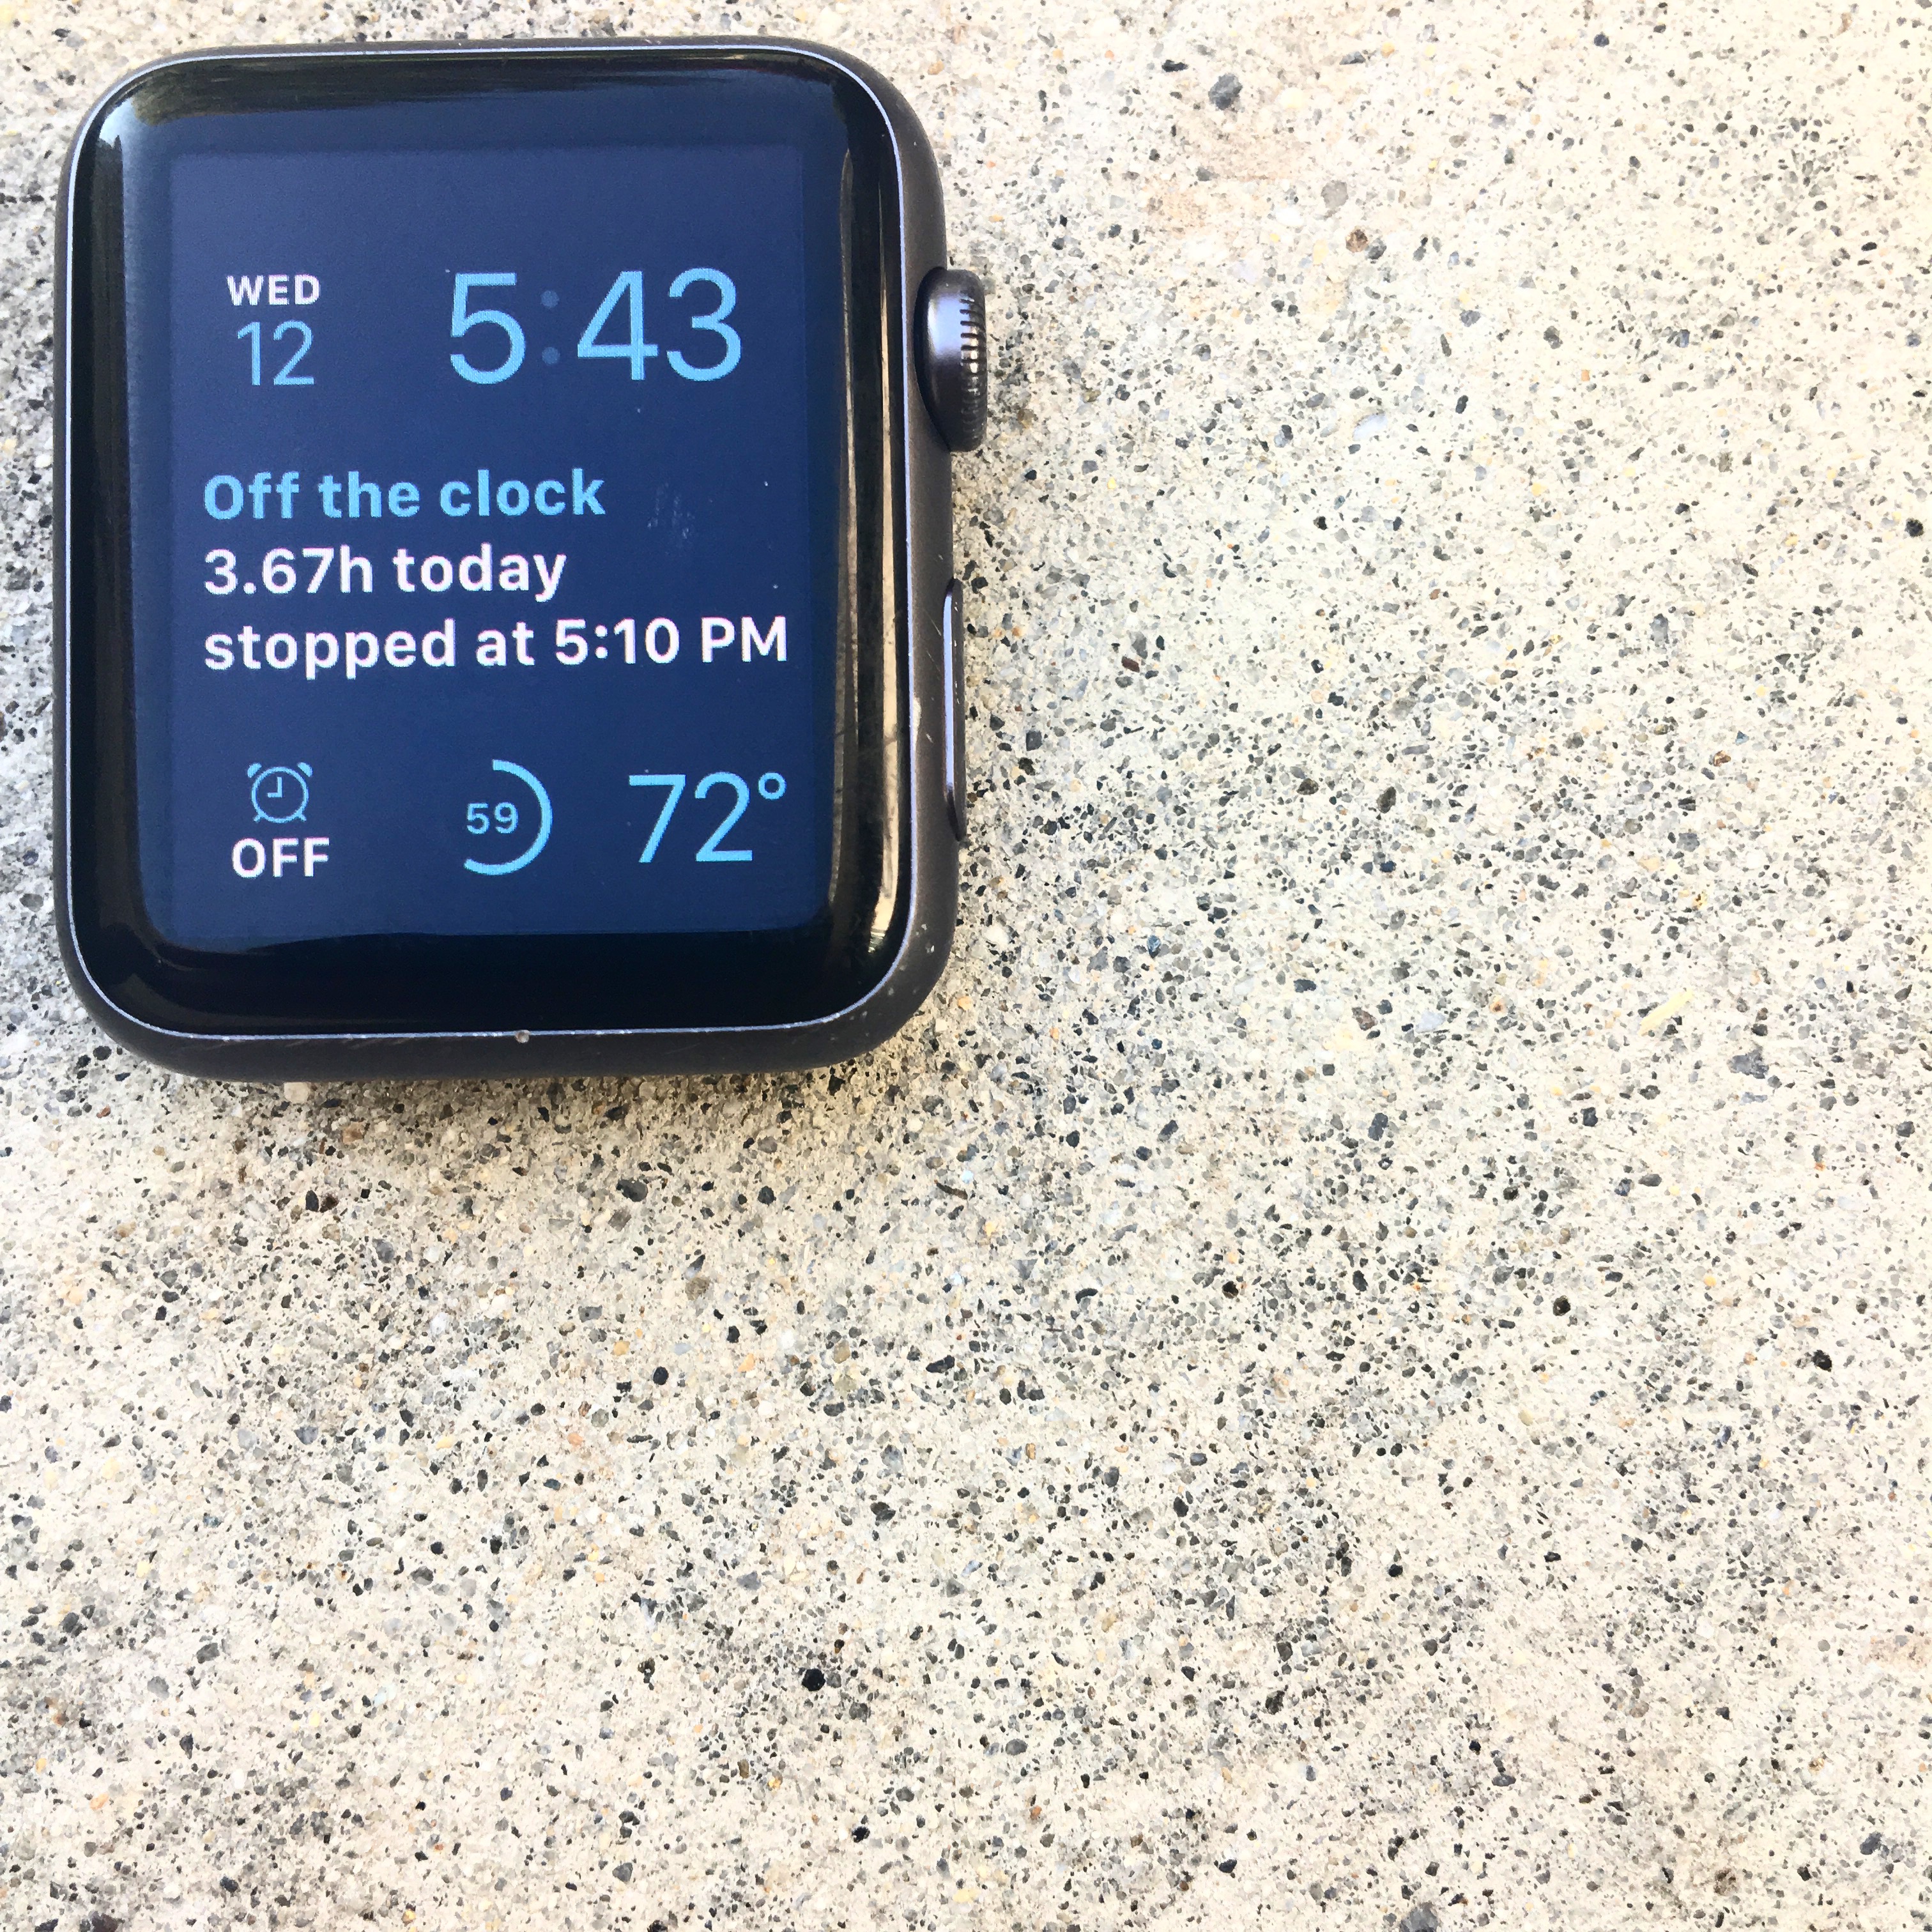 WED
12
5:43
Off the clock
3.67h today
stopped at 5:10 PM
OFF
59
72°